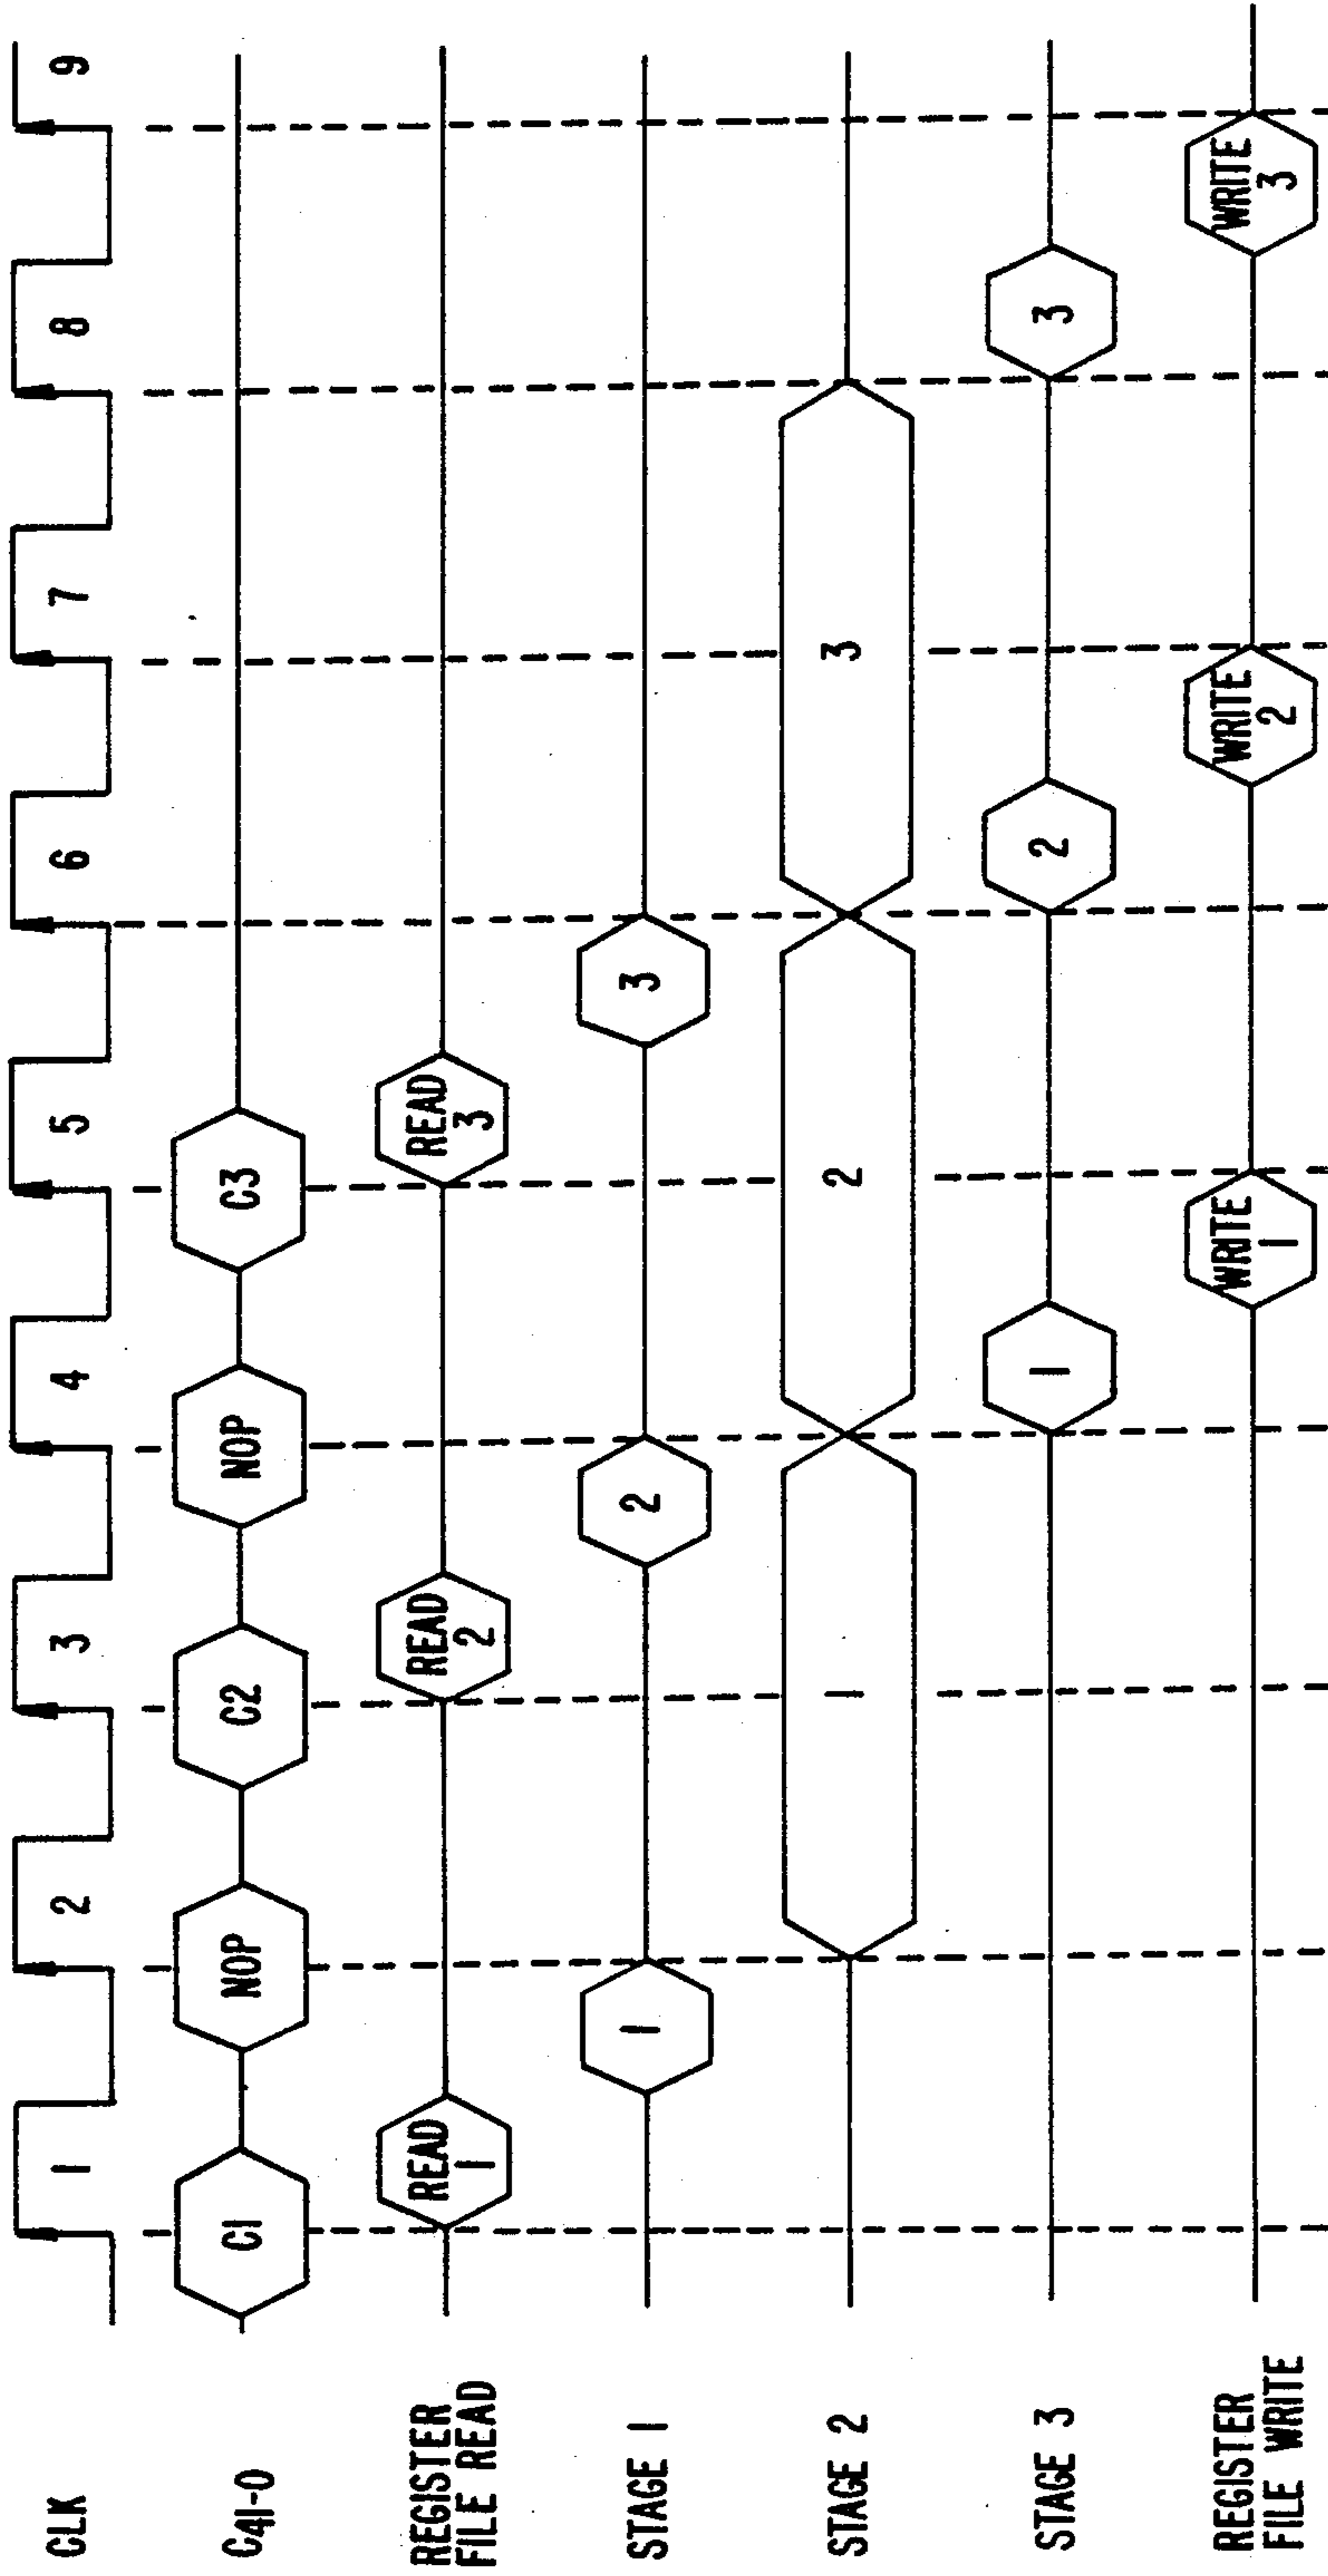 CLK 1 2 3 4 5 6 7 8 9
C41-0 C1 NOP C2 NOP C3
REGISTER
FILE READ
READ
1
READ
2
READ
3
STAGE 1 1 2 3
STAGE 2 1 2 3
STAGE 3 1 2 3
REGISTER
FILE WRITE
WRITE
1
WRITE
2
WRITE
3